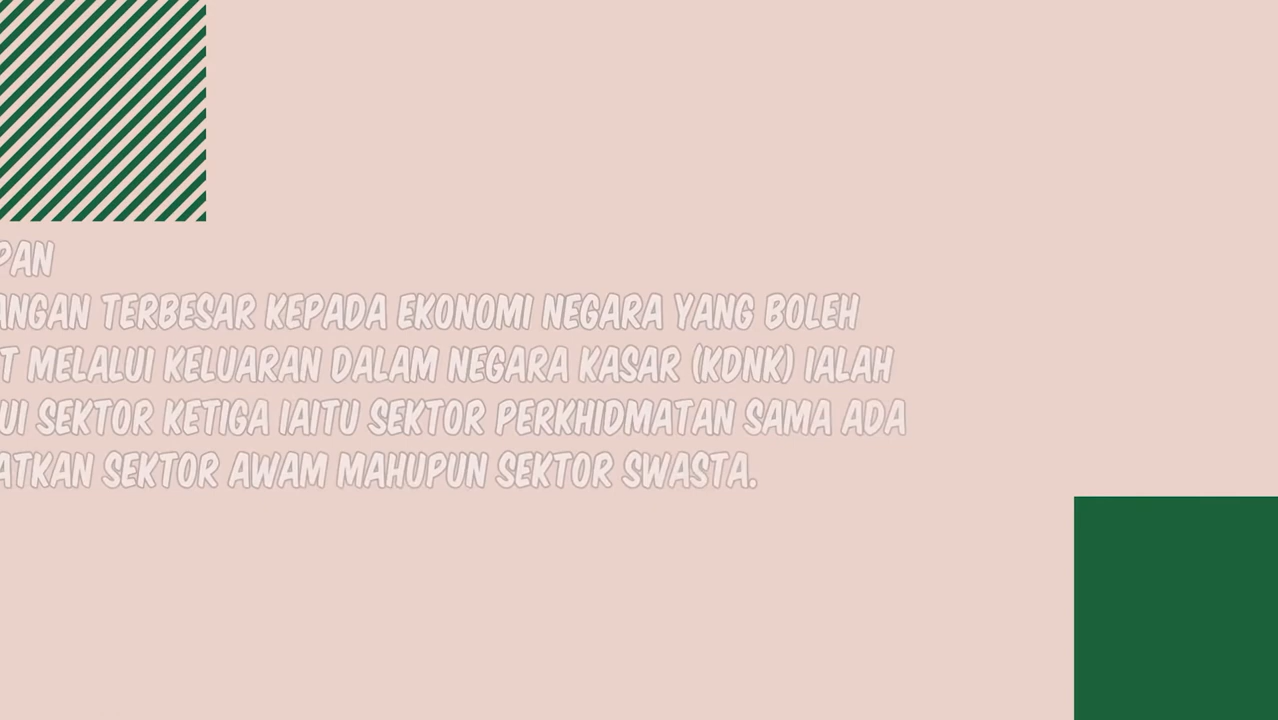 PAN
ANGAN TERBESAR KEPADA EKONOMI NEGARA YANG BOLEH
T MELALUI KELUARAN DALAM NEGARA KASAR (KDNK) IALAH
UI SEKTOR KETIGA IAITU SEKTOR PERKHIDMATAN SAMA ADA
ATKAN SEKTOR AWAM MAHUPUN SEKTOR SWASTA.